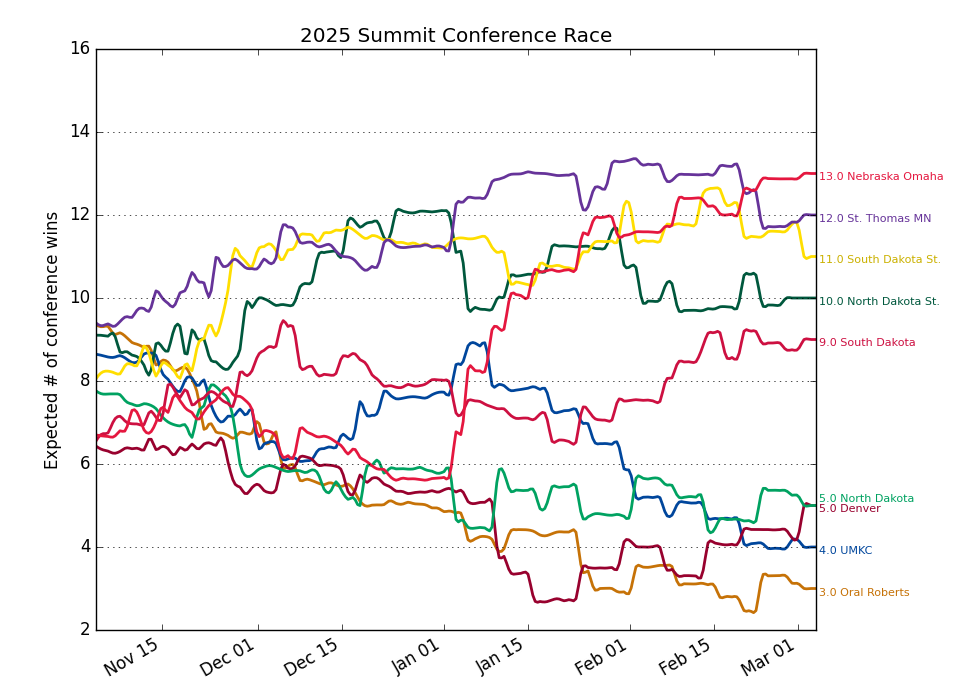 2025 Summit Conference Race
Expected # of conference wins
16
14
12
10
8
6
4
2
13.0 Nebraska Omaha
12.0 St. Thomas MN
11.0 South Dakota St.
10.0 North Dakota St.
9.0 South Dakota
5.0 North Dakota
5.0 Denver
4.0 UMKC
3.0 Oral Roberts
Nov 15
Dec 01
Dec 15
Jan 01
Jan 15
Feb 01
Feb 15
Mar 01